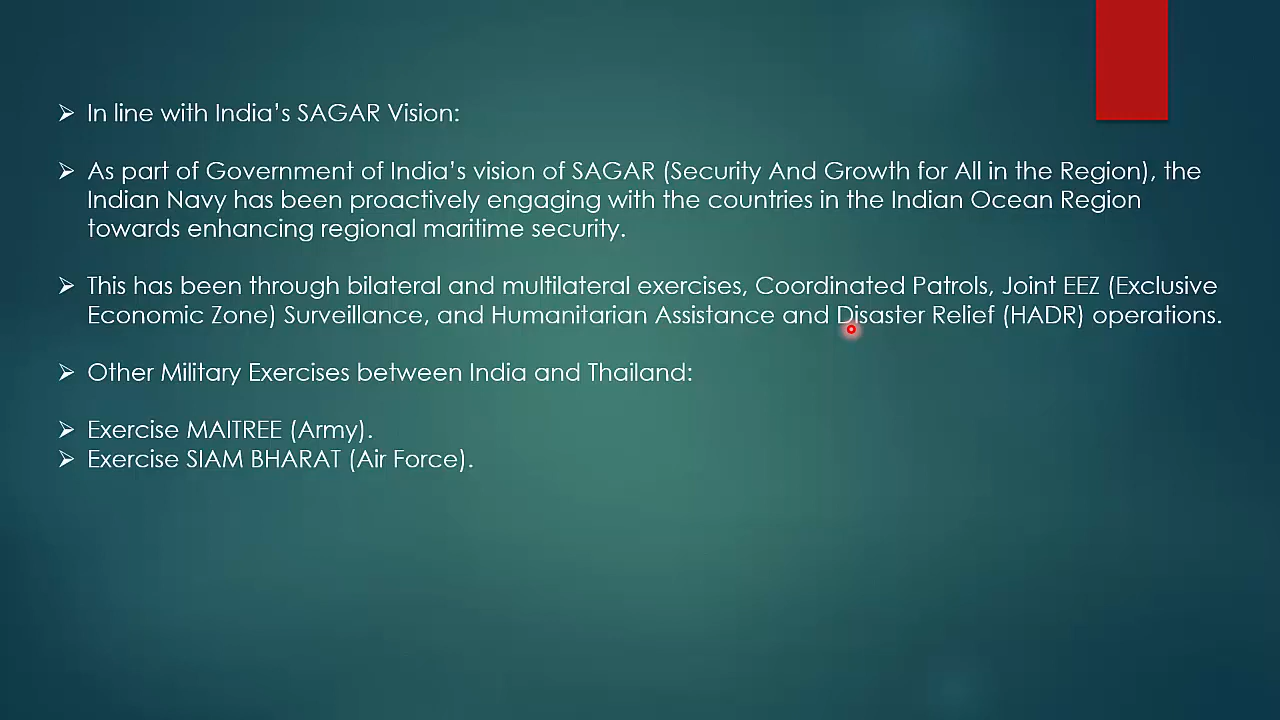 ➢ In line with India's SAGAR Vision:
➢ As part of Government of India's vision of SAGAR (Security And Growth for All in the Region), the
Indian Navy has been proactively engaging with the countries in the Indian Ocean Region
towards enhancing regional maritime security.
➢ This has been through bilateral and multilateral exercises, Coordinated Patrols, Joint EEZ (Exclusive
Economic Zone) Surveillance, and Humanitarian Assistance and Disaster Relief (HADR) operations.
➢ Other Military Exercises between India and Thailand:
➢ Exercise MAITREE (Army).
➢ Exercise SIAM BHARAT (Air Force).